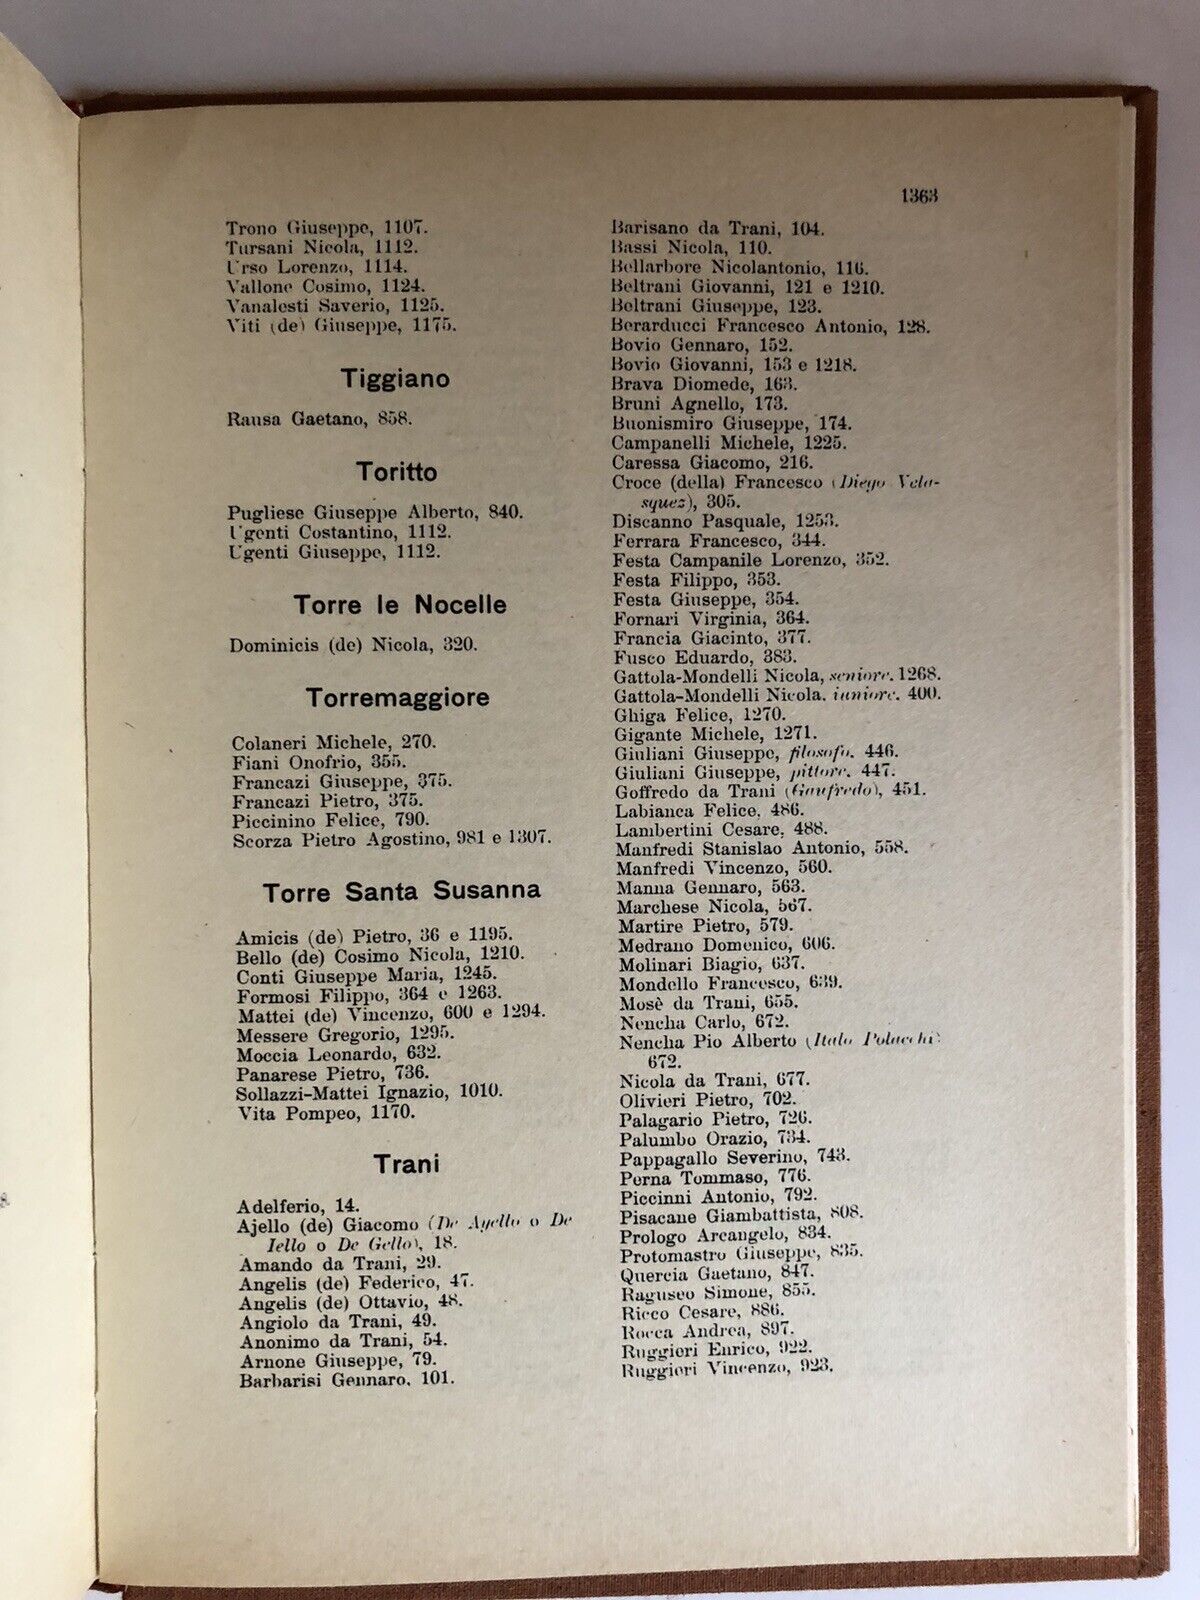 1363
Trono Giuseppe, 1107.
Tursani Nicola, 1112.
Urso Lorenzo, 1114.
Vallone Cosimo, 1124.
Vanalesti Saverio, 1125.
Viti (de) Giuseppe, 1175.
Tiggiano
Rausa Gaetano, 858.
Toritto
Pugliese Giuseppe Alberto, 840.
Ugenti Costantino, 1112.
Ugenti Giuseppe, 1112.
Torre le Nocelle
Dominicis (de) Nicola, 320.
Torremaggiore
Colaneri Michele, 270.
Fiani Onofrio, 355.
Francazi Giuseppe, 375.
Francazi Pietro, 375.
Piccinino Felice, 790.
Scorza Pietro Agostino, 981 e 1307.
Torre Santa Susanna
Amicis (de) Pietro, 36 e 1195.
Bello (de) Cosimo Nicola, 1210.
Conti Giuseppe Maria, 1245.
Formosi Filippo, 364 e 1263.
Mattei (de) Vincenzo, 600 e 1294.
Messere Gregorio, 1295.
Moccia Leonardo, 632.
Panarese Pietro, 736.
Sollazzi-Mattei Ignazio, 1010.
Vita Pompeo, 1170.
Trani
Adelferio, 14.
Ajello (de) Giacomo (De Ayello o De
Iello o De Gello), 18.
Amando da Trani, 29.
Angelis (de) Federico, 47.
Angelis (de) Ottavio, 48.
Angiolo da Trani, 49.
Anonimo da Trani, 54.
Arnone Giuseppe, 79.
Barbarisi Gennaro, 101.
Barisano da Trani, 104.
Bassi Nicola, 110.
Bellarbore Nicolantonio, 116.
Beltrani Giovanni, 121 e 1210.
Beltrani Giuseppe, 123.
Berarducci Francesco Antonio, 128.
Bovio Gennaro, 152.
Bovio Giovanni, 153 e 1218.
Brava Diomede, 163.
Bruni Agnello, 173.
Buonismiro Giuseppe, 174.
Campanelli Michele, 1225.
Caressa Giacomo, 216.
Croce (della) Francesco (Diego Vela-
squez), 305.
Discanno Pasquale, 1253.
Ferrara Francesco, 344.
Festa Campanile Lorenzo, 352.
Festa Filippo, 353.
Festa Giuseppe, 354.
Fornari Virginia, 364.
Francia Giacinto, 377.
Fusco Eduardo, 383.
Gattola-Mondelli Nicola, seniore. 1268.
Gattola-Mondelli Nicola. iuniore. 400.
Ghiga Felice, 1270.
Gigante Michele, 1271.
Giuliani Giuseppe, filosofo. 446.
Giuliani Giuseppe, pittore. 447.
Goffredo da Trani (Gaufredo), 451.
Labianca Felice. 486.
Lambertini Cesare. 488.
Manfredi Stanislao Antonio, 558.
Manfredi Vincenzo, 560.
Manna Gennaro, 563.
Marchese Nicola, 567.
Martire Pietro, 579.
Medrano Domenico, 606.
Molinari Biagio, 637.
Mondello Francesco, 639.
Mosè da Trani, 655.
Nencha Carlo, 672.
Nencha Pio Alberto (Italo Polacchi)
672.
Nicola da Trani, 677.
Olivieri Pietro, 702.
Palagario Pietro, 726.
Palumbo Orazio, 734.
Pappagallo Severino, 743.
Perna Tommaso, 776.
Piccinni Antonio, 792.
Pisacane Giambattista, 808.
Prologo Arcangelo, 834.
Protomastro Giuseppe, 835.
Quercia Gaetano, 847.
Raguseo Simone, 855.
Ricco Cesare, 886.
Rocca Andrea, 897.
Ruggieri Enrico, 922.
Ruggieri Vincenzo, 923.